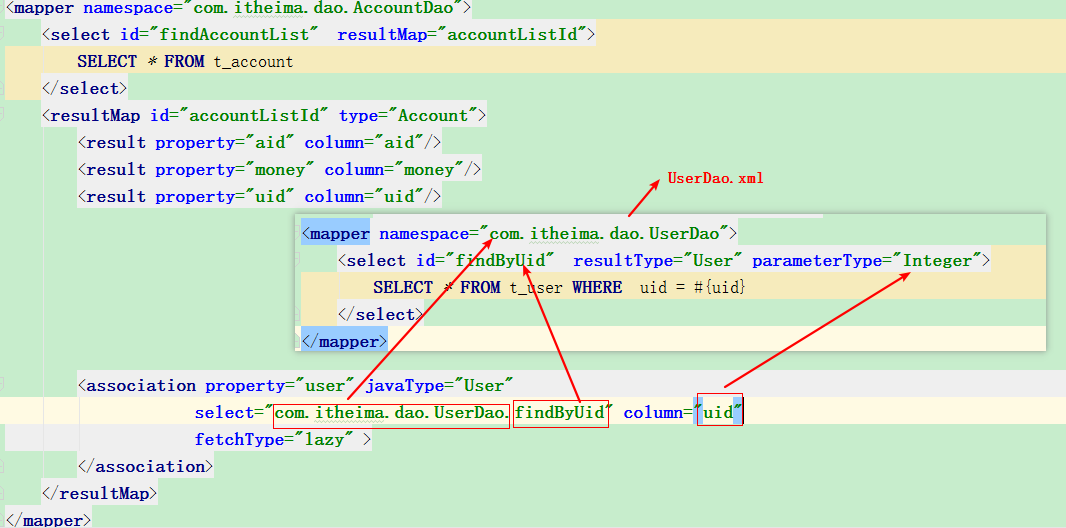 <mapper namespace="com.itheima.dao.AccountDao">
<select id="findAccountList" resultMap="accountListId">
SELECT * FROM t_account
</select>
<resultMap id="accountListId" type="Account">
<result property="aid" column="aid"/>
<result property="money" column="money"/>
<result property="uid" column="uid"/>
UserDao.xml
<mapper namespace="com.itheima.dao.UserDao">
<select id="findByUid" resultType="User" parameterType="Integer">
SELECT * FROM t_user WHERE uid = #{uid}
</select>
</mapper>
<association property="user" javaType="User"
select="com.itheima.dao.UserDao.findByUid" column="uid"
fetchType="lazy" >
</association>
</resultMap>
</mapper>